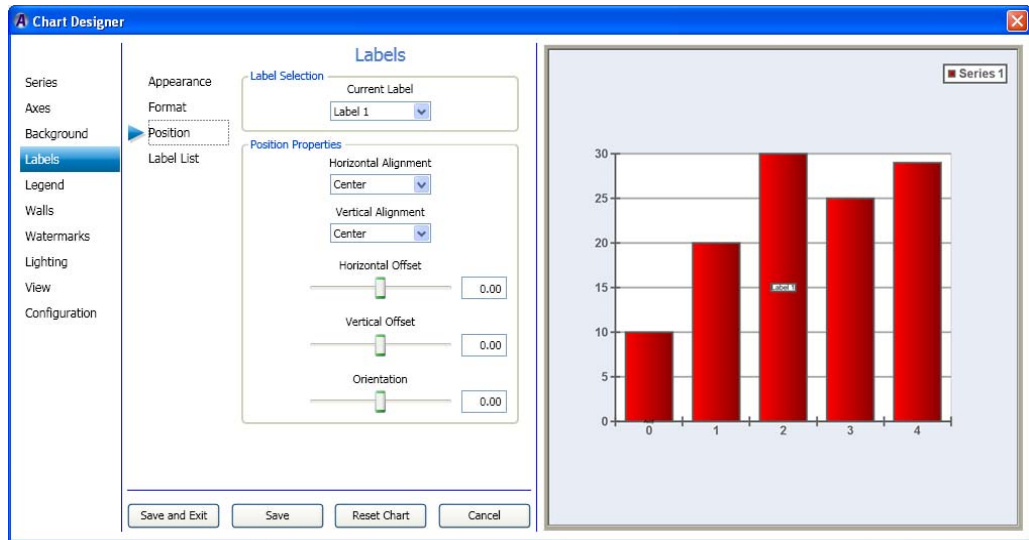 Chart Designer
Series
Axes
Background
Labels
Legend
Walls
Watermarks
Lighting
View
Configuration
Appearance
Format
Position
Label List
Labels
Label Selection
Current Label
Label 1
Position Properties
Horizontal Alignment
Center
Vertical Alignment
Center
Horizontal Offset
0.00
Vertical Offset
0.00
Orientation
0.00
Save and Exit
Save
Reset Chart
Cancel
Series 1
30
25
20
15
10
5
0
Label 1
0 1 2 3 4